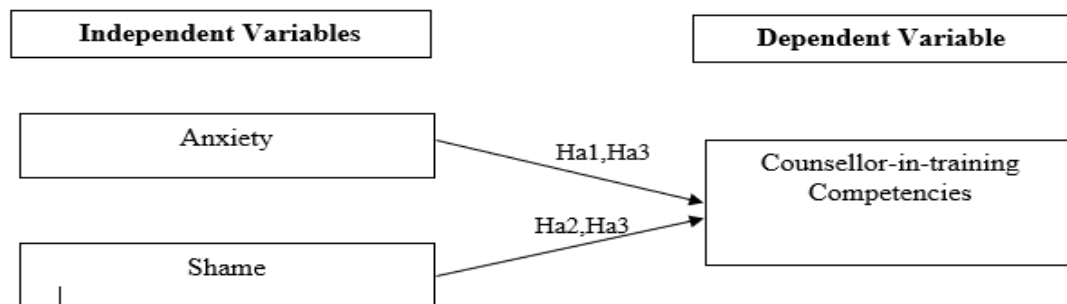 Independent Variables
Dependent Variable
Anxiety
Ha1,Ha3
Counsellor-in-training
Competencies
Ha2,Ha3
Shame